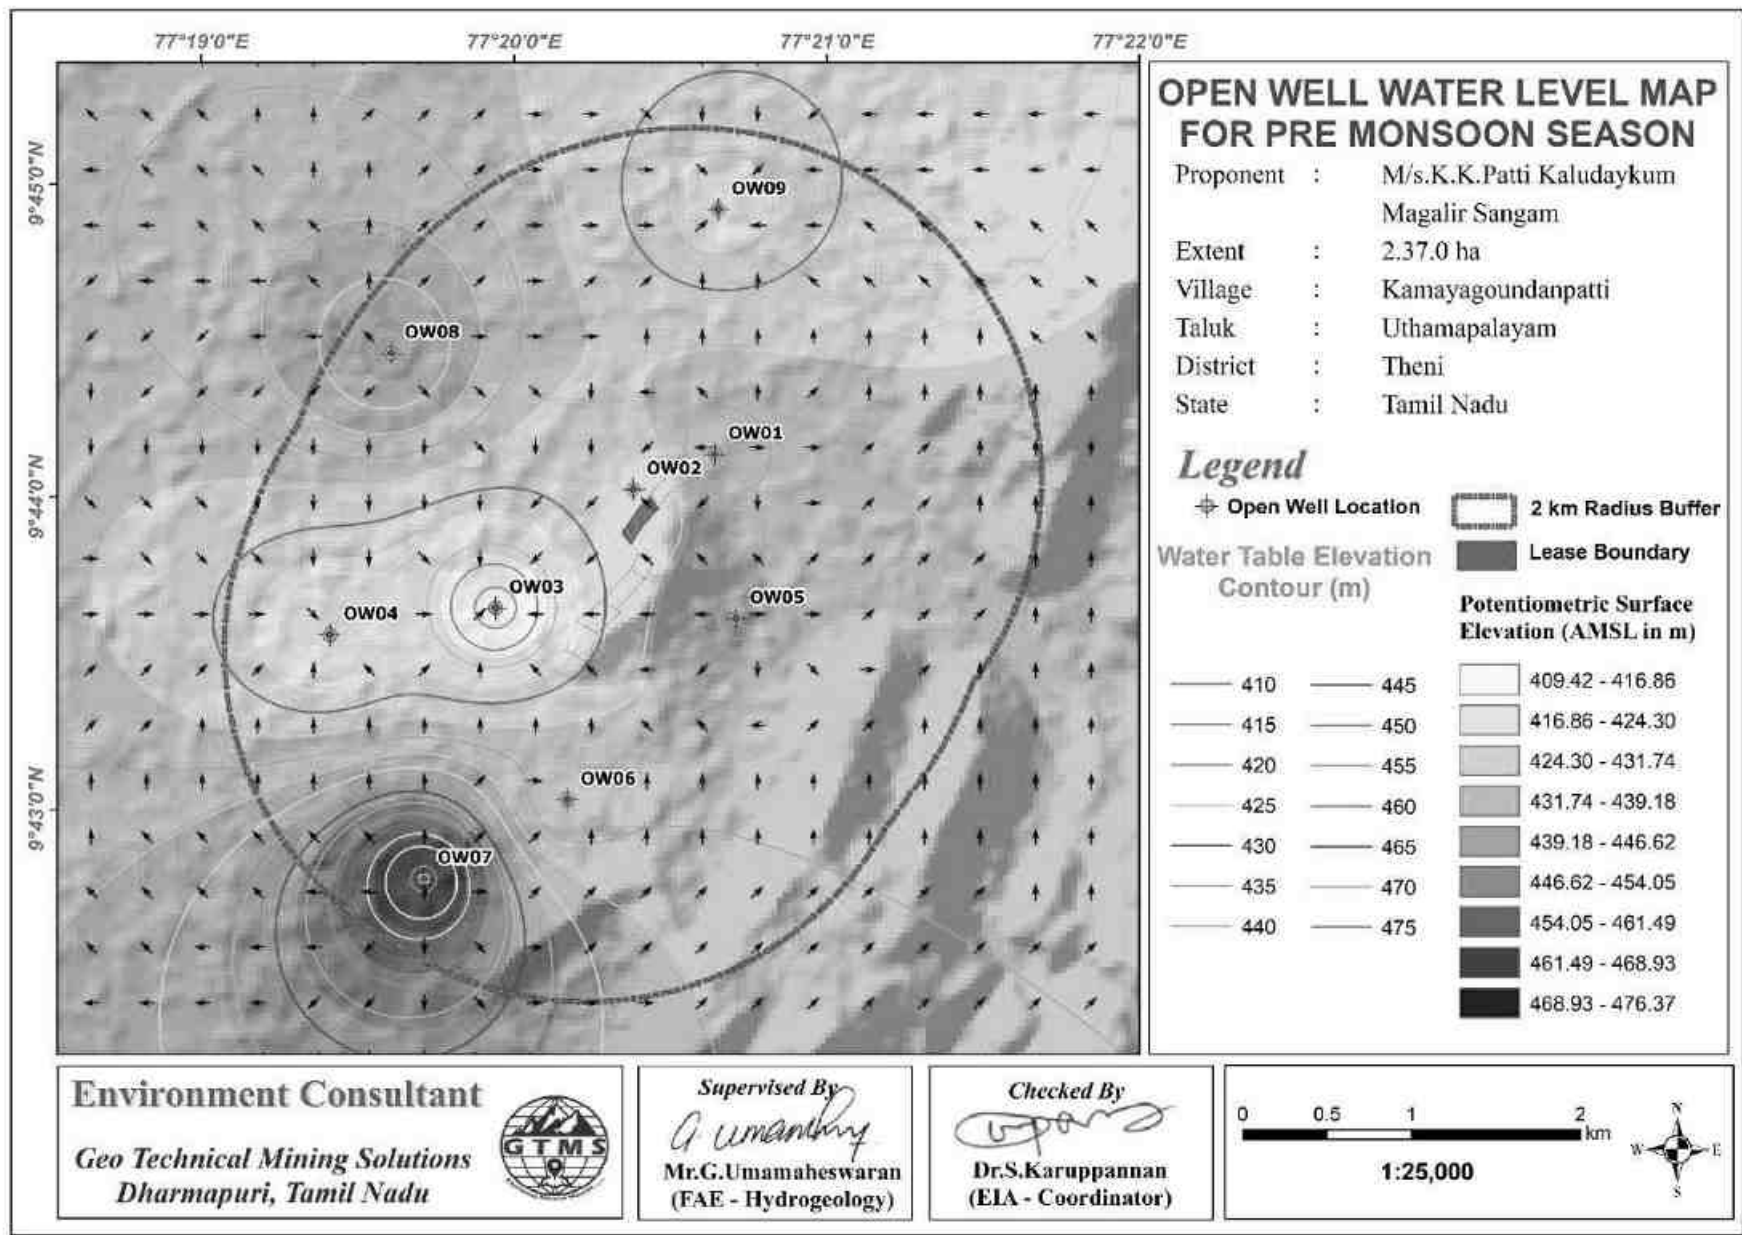 77°19'0"E 77°20'0"E 77°21'0"E 77°22'0"E
9°45'0"N
9°44'0"N
9°43'0"N
OW09
OW08
OW01
OW02
OW03
OW04
OW05
OW06
OW07
OPEN WELL WATER LEVEL MAP
FOR PRE MONSOON SEASON
Proponent : M/s.K.K.Patti Kaludaykum
Magalir Sangam
Extent : 2.37.0 ha
Village : Kamayagoundanpatti
Taluk : Uthamapalayam
District : Theni
State : Tamil Nadu
Legend
Open Well Location
2 km Radius Buffer
Lease Boundary
Water Table Elevation
Contour (m)
410 445
415 450
420 455
425 460
430 465
435 470
440 475
Potentiometric Surface
Elevation (AMSL in m)
409.42 - 416.86
416.86 - 424.30
424.30 - 431.74
431.74 - 439.18
439.18 - 446.62
446.62 - 454.05
454.05 - 461.49
461.49 - 468.93
468.93 - 476.37
Environment Consultant
Geo Technical Mining Solutions
Dharmapuri, Tamil Nadu
GTMS
Supervised By
Mr.G.Umamaheswaran
(FAE - Hydrogeology)
Checked By
Dr.S.Karuppannan
(EIA - Coordinator)
0 0.5 1 2
km
1:25,000
N
W E
S